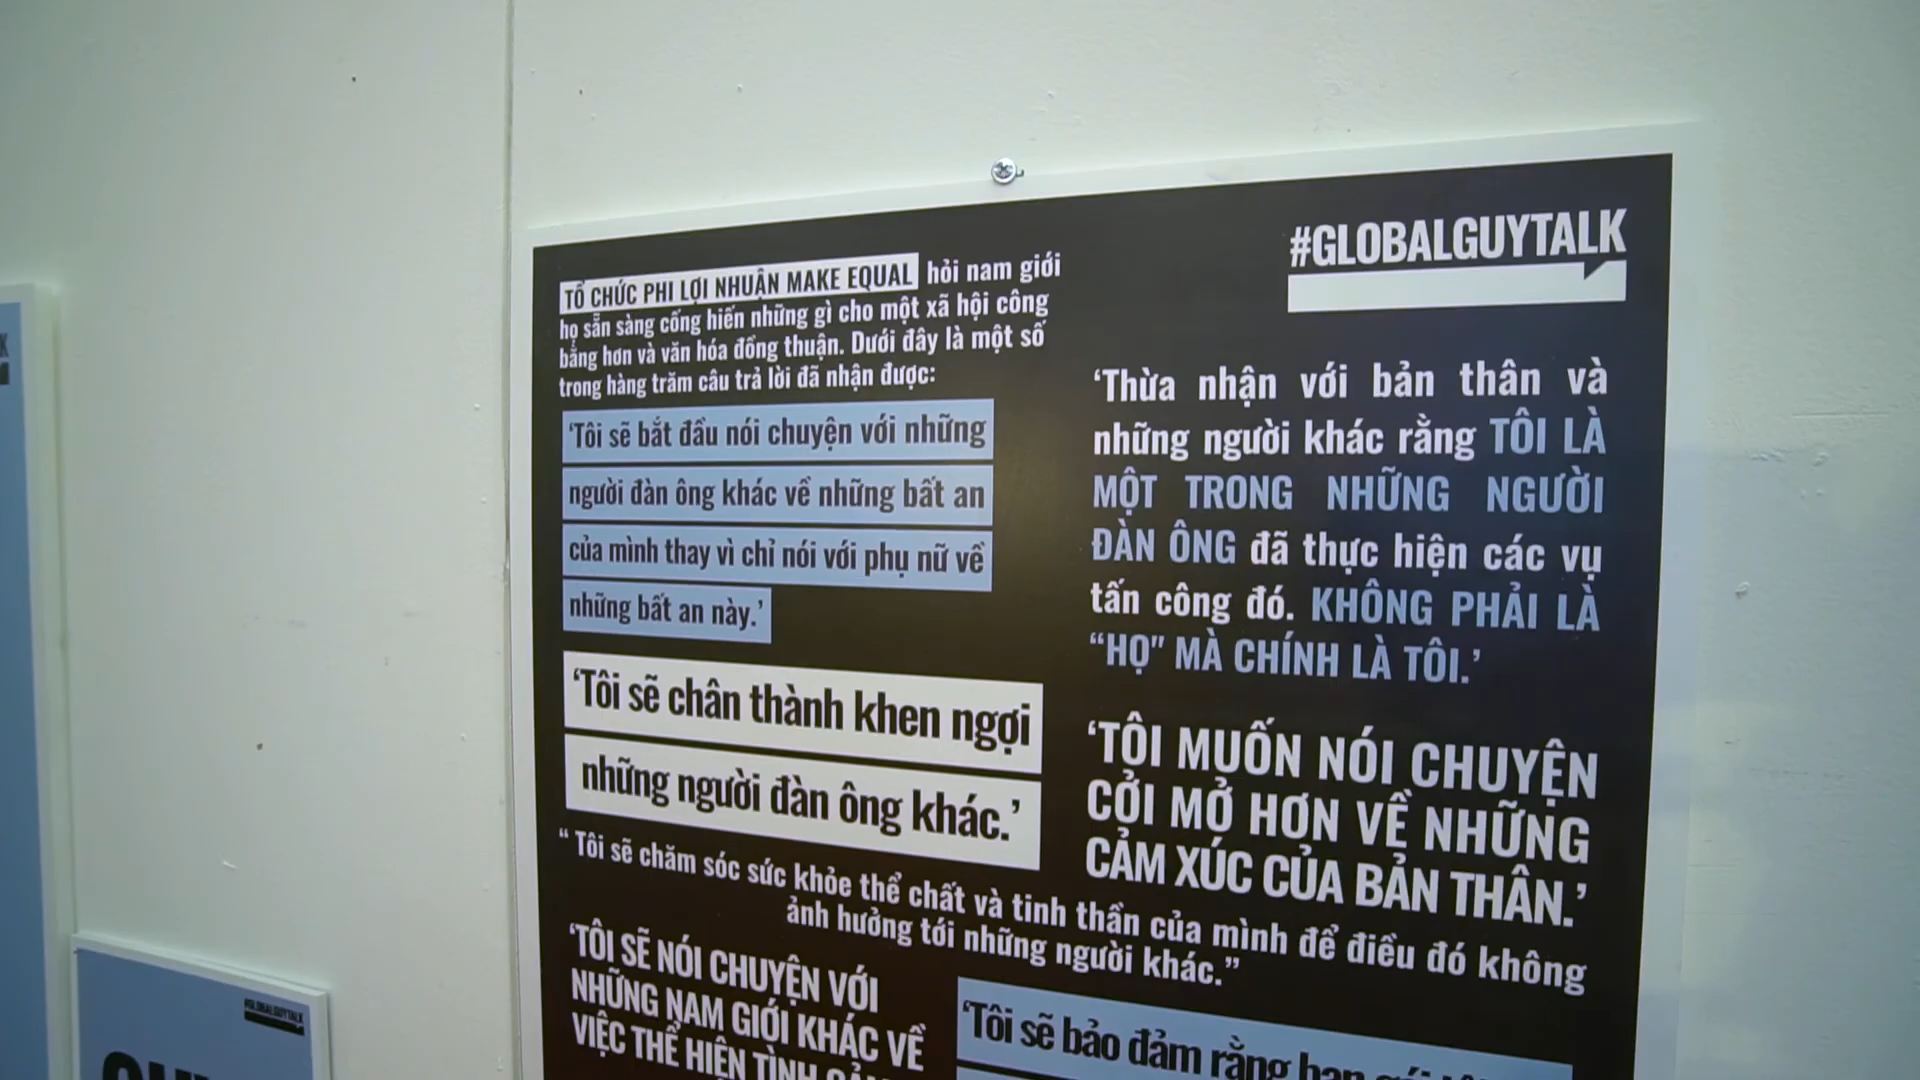 TỔ CHỨC PHI LỢI NHUẬN MAKE EQUAL hỏi nam giới
họ sẵn sàng cống hiến những gì cho một xã hội công
bằng hơn và văn hóa đồng thuận. Dưới đây là một số
trong hàng trăm câu trả lời đã nhận được:
‘Tôi sẽ bắt đầu nói chuyện với những
người đàn ông khác về những bất an
của mình thay vì chỉ nói với phụ nữ về
những bất an này.’
‘Tôi sẽ chân thành khen ngợi
những người đàn ông khác.’
#GLOBALGUYTALK
‘Thừa nhận với bản thân và
những người khác rằng TÔI LÀ
MỘT TRONG NHỮNG NGƯỜI
ĐÀN ÔNG đã thực hiện các vụ
tấn công đó. KHÔNG PHẢI LÀ
“HỌ" MÀ CHÍNH LÀ TÔI.’
‘TÔI MUỐN NÓI CHUYỆN
CỞI MỞ HƠN VỀ NHỮNG
CẢM XÚC CỦA BẢN THÂN.’
“ Tôi sẽ chăm sóc sức khỏe thể chất và tinh thần của mình để điều đó không
ảnh hưởng tới những người khác.”
‘TÔI SẼ NÓI CHUYỆN VỚI
NHỮNG NAM GIỚI KHÁC VỀ
VIỆC THỂ HIỆN TÌNH
‘Tôi sẽ bảo đảm rằng
#GLOBALGUYTALK